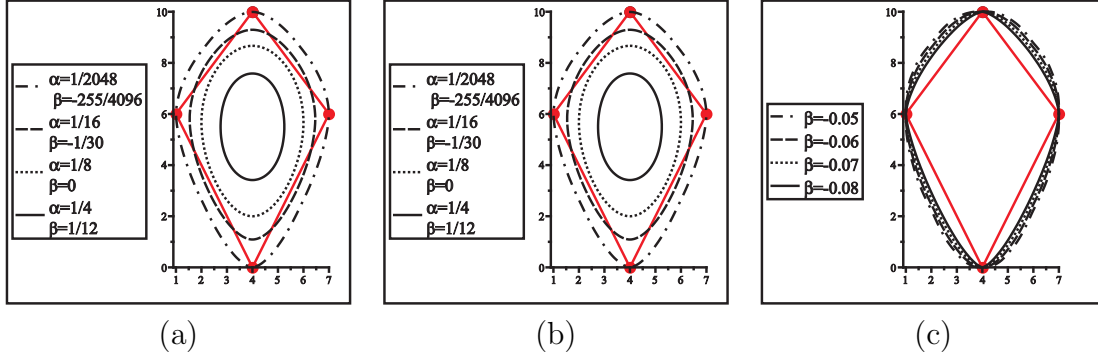 10
8
6
4
2
0
1 2 3 4 5 6 7
α=1/2048
β=-255/4096
α=1/16
β=-1/30
α=1/8
β=0
α=1/4
β=1/12
(a)
10
8
6
4
2
0
1 2 3 4 5 6 7
α=1/2048
β=-255/4096
α=1/16
β=-1/30
α=1/8
β=0
α=1/4
β=1/12
(b)
10
8
6
4
2
0
1 2 3 4 5 6 7
β=-0.05
β=-0.06
β=-0.07
β=-0.08
(c)